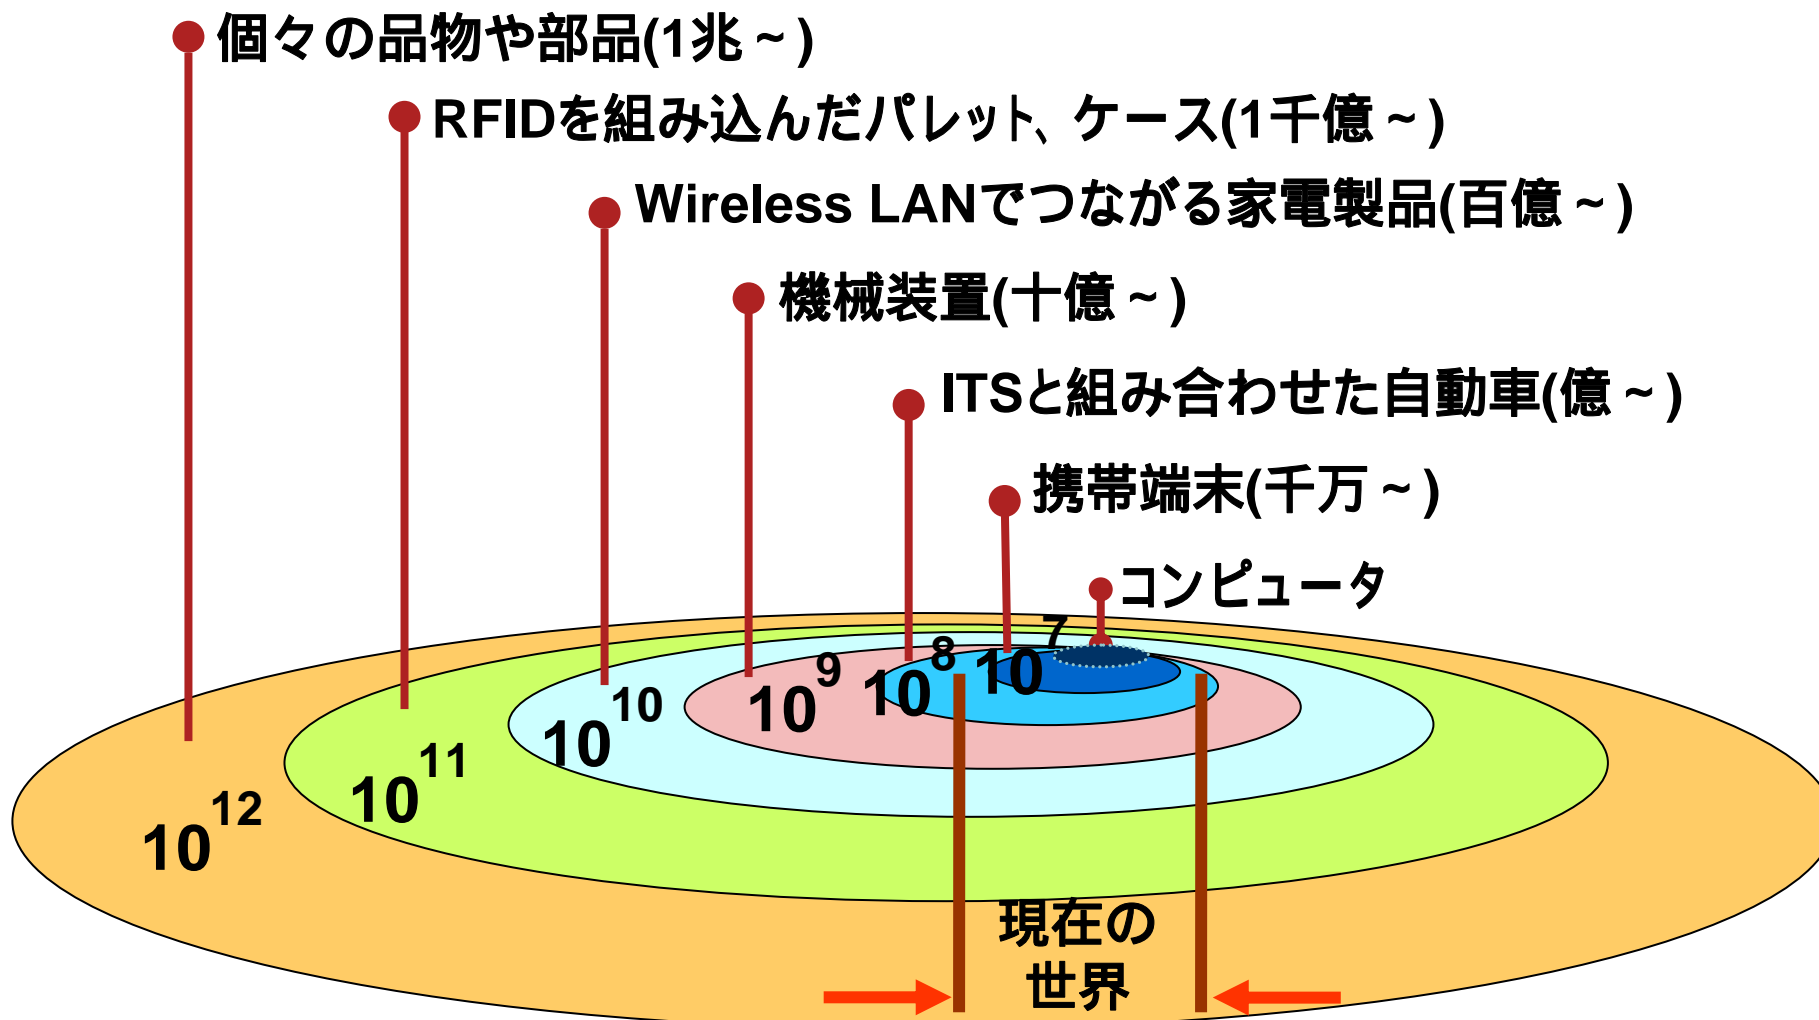 個々の品物や部品(1兆～)
RFIDを組み込んだパレット、ケース(1千億～)
Wireless LANでつながる家電製品(百億～)
機械装置(十億～)
ITSと組み合わせた自動車(億～)
携帯端末(千万～)
コンピュータ
10^7
10^8
10^9
10^10
10^11
10^12
現在の
世界